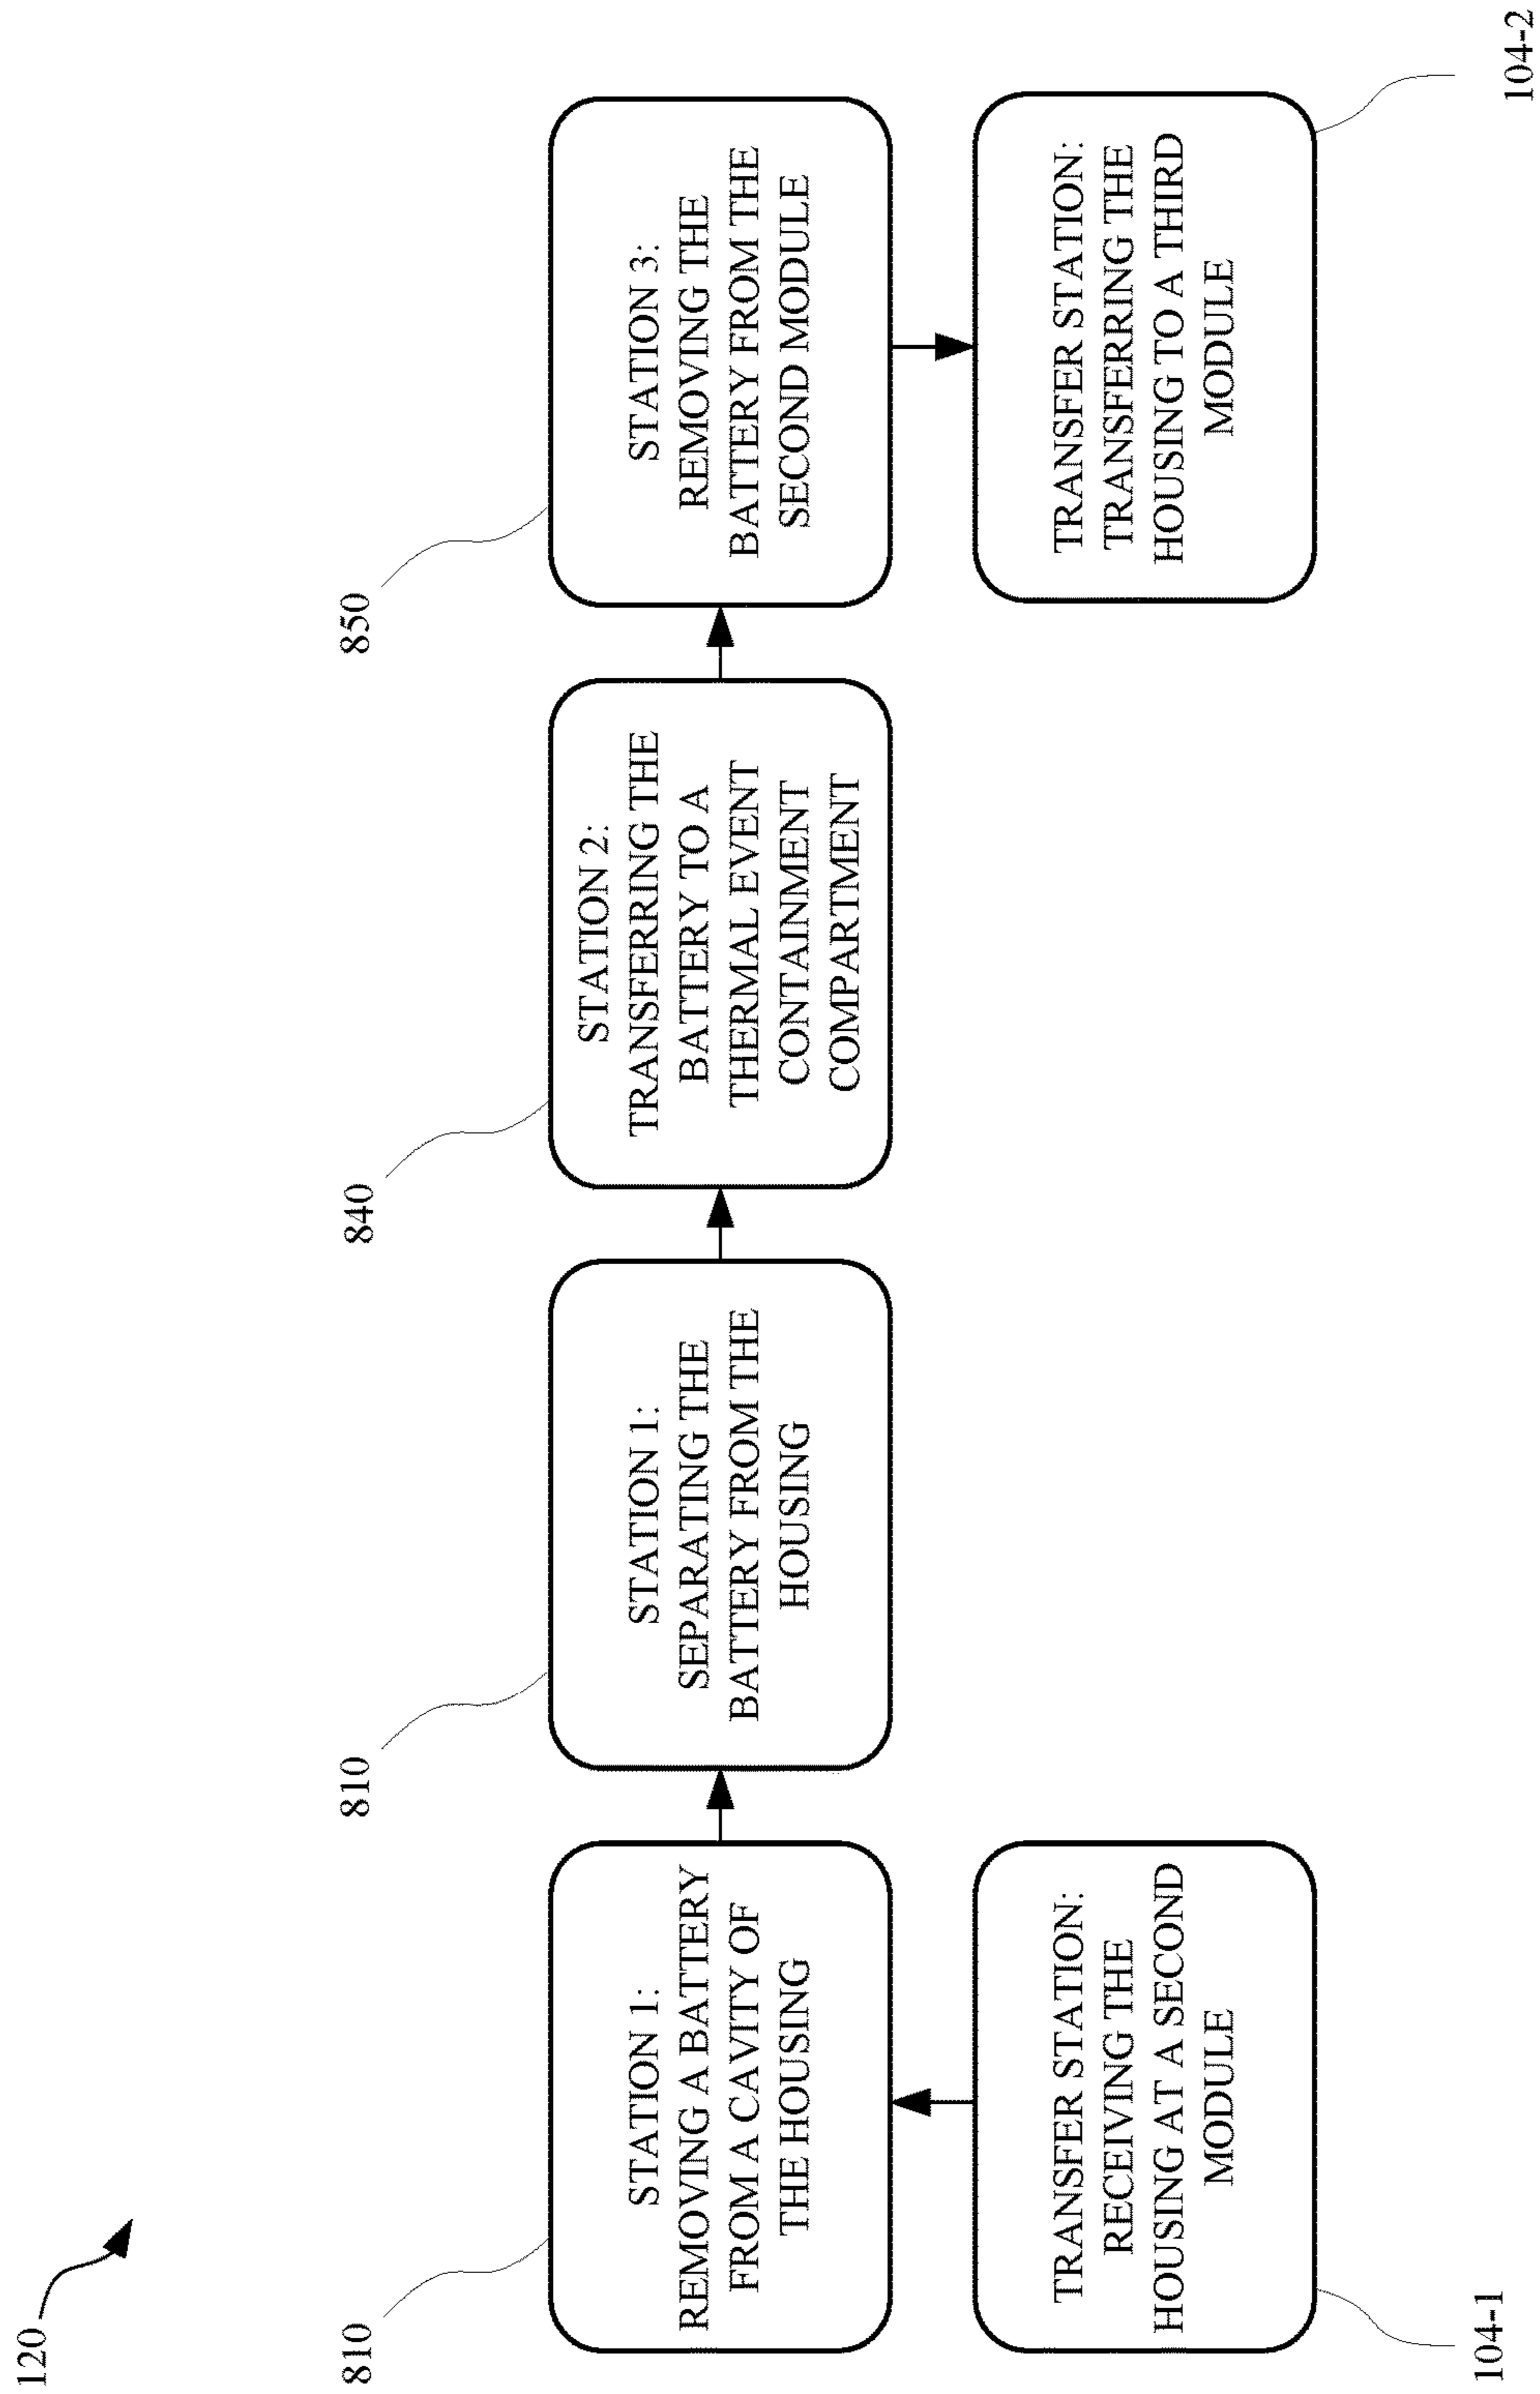 120
810
STATION 1:
REMOVING A BATTERY
FROM A CAVITY OF
THE HOUSING
810
STATION 1:
SEPARATING THE
BATTERY FROM THE
HOUSING
840
STATION 2:
TRANSFERRING THE
BATTERY TO A
THERMAL EVENT
CONTAINMENT
COMPARTMENT
850
STATION 3:
REMOVING THE
BATTERY FROM THE
SECOND MODULE
TRANSFER STATION:
RECEIVING THE
HOUSING AT A SECOND
MODULE
104-1
TRANSFER STATION:
TRANSFERRING THE
HOUSING TO A THIRD
MODULE
104-2